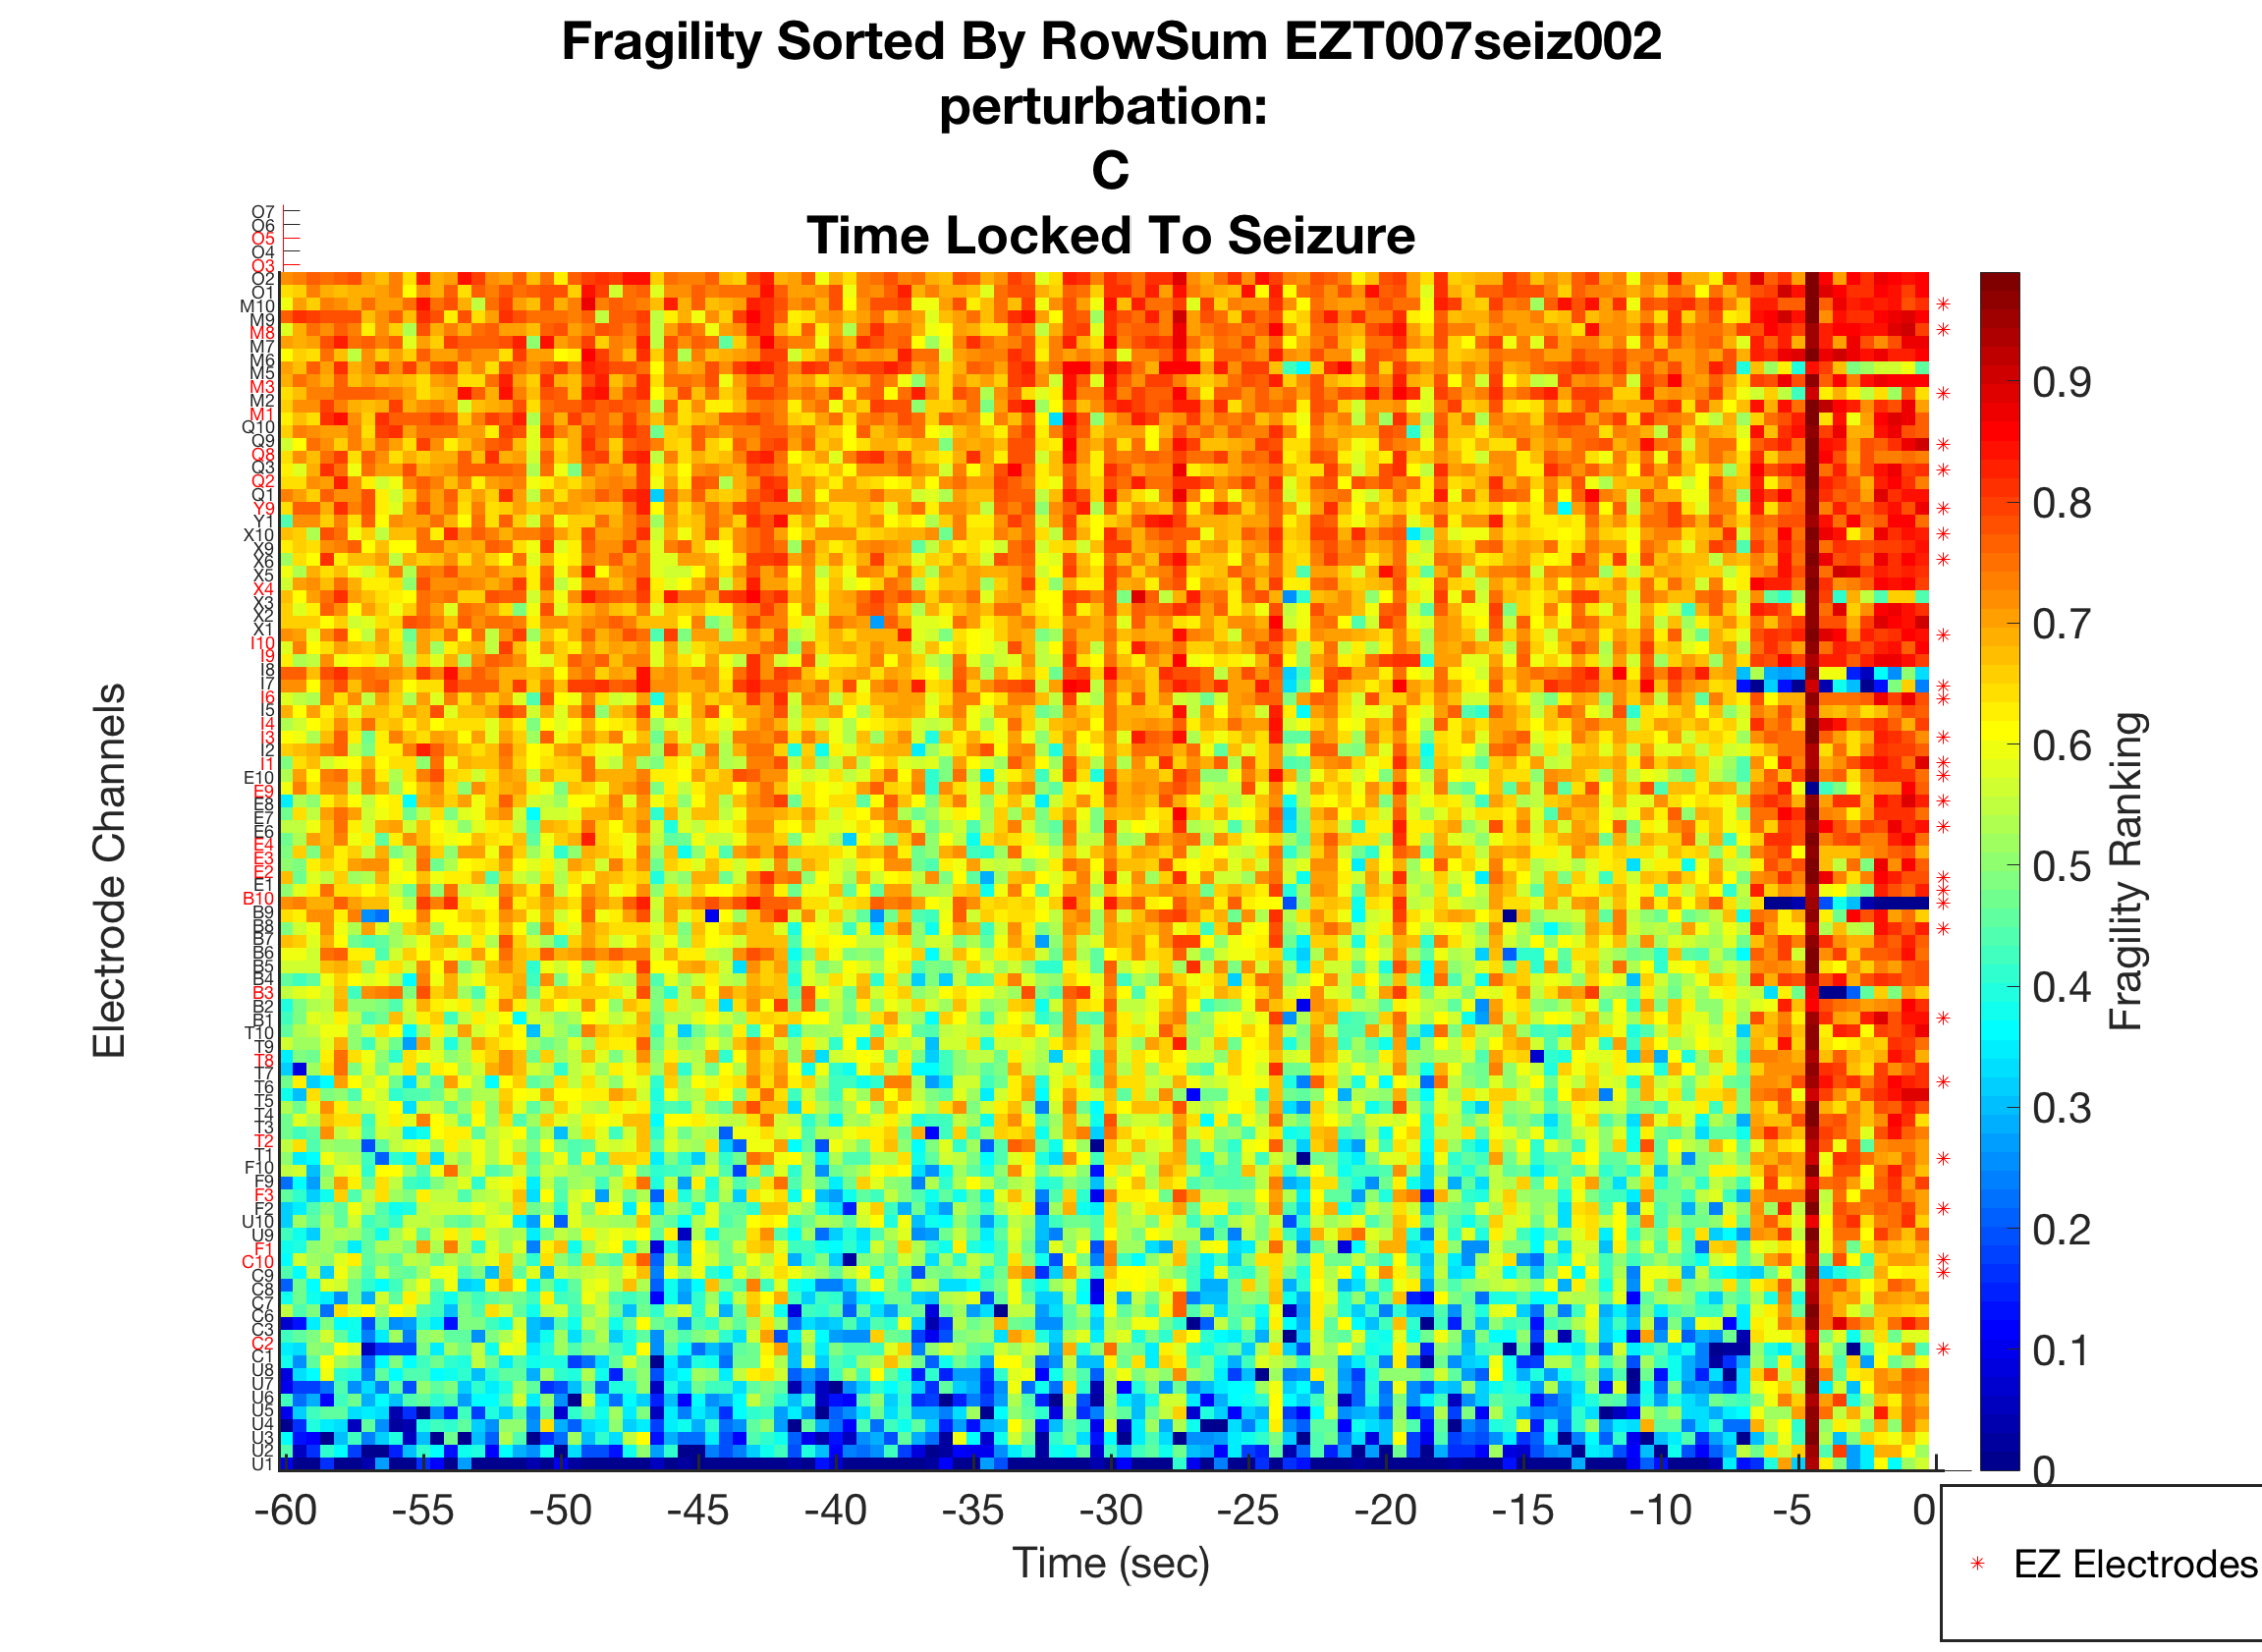 Fragility Sorted By RowSum EZT007seiz002
perturbation:
C
Time Locked To Seizure
O7
O6
O5
O4
O3
O2
O1
M10
M9
M8
M7
M6
M5
M3
M2
M1
Q10
Q9
Q8
Q3
Q2
Q1
Y9
Y1
X10
X9
X6
X5
X4
X3
X2
X1
I10
I9
I8
I7
I6
I5
I4
I3
I2
I1
E10
E9
E8
E7
E6
E4
E3
E2
E1
B10
B9
B8
B7
B6
B5
B4
B3
B2
B1
T10
T9
T8
T7
T6
T5
T4
T3
T2
T1
F10
F9
F3
F2
U10
U9
F1
C10
C9
C8
C7
C6
C3
C2
C1
U8
U7
U6
U5
U4
U3
U2
U1
Electrode Channels
-60 -55 -50 -45 -40 -35 -30 -25 -20 -15 -10 -5 0
Time (sec)
0.9
0.8
0.7
0.6
0.5
0.4
0.3
0.2
0.1
0
Fragility Ranking
EZ Electrodes